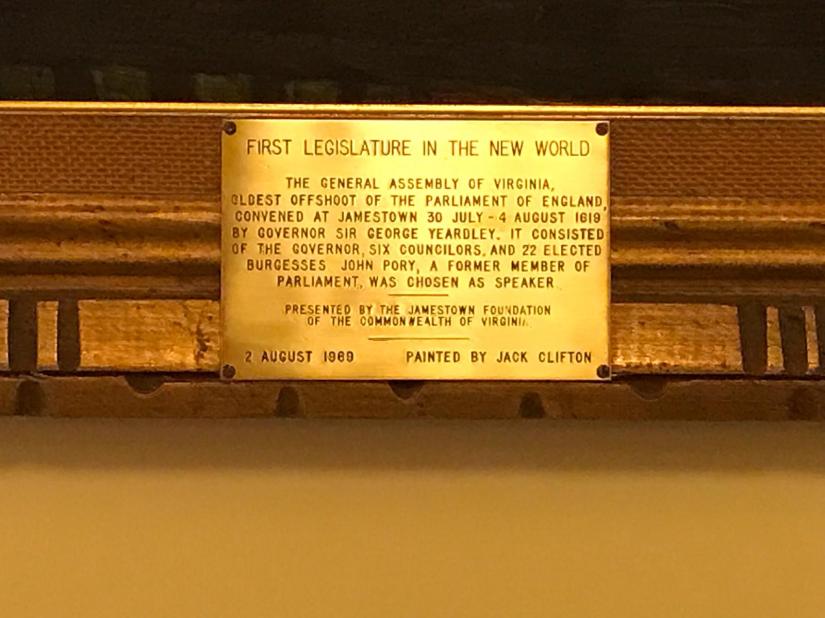 FIRST LEGISLATURE IN THE NEW WORLD
THE GENERAL ASSEMBLY OF VIRGINIA,
OLDEST OFFSHOOT OF THE PARLIAMENT OF ENGLAND,
CONVENED AT JAMESTOWN 30 JULY - 4 AUGUST 1619
BY GOVERNOR SIR GEORGE YEARDLEY. IT CONSISTED
OF THE GOVERNOR, SIX COUNCILORS, AND 22 ELECTED
BURGESSES JOHN PORY, A FORMER MEMBER OF
PARLIAMENT, WAS CHOSEN AS SPEAKER
PRESENTED BY THE JAMESTOWN FOUNDATION
OF THE COMMONWEALTH OF VIRGINIA.
2 AUGUST 1969 PAINTED BY JACK CLIFTON